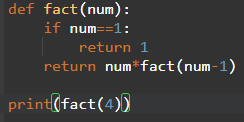 def fact(num):
    if num==1:
        return 1
    return num*fact(num-1)
print(fact(4))